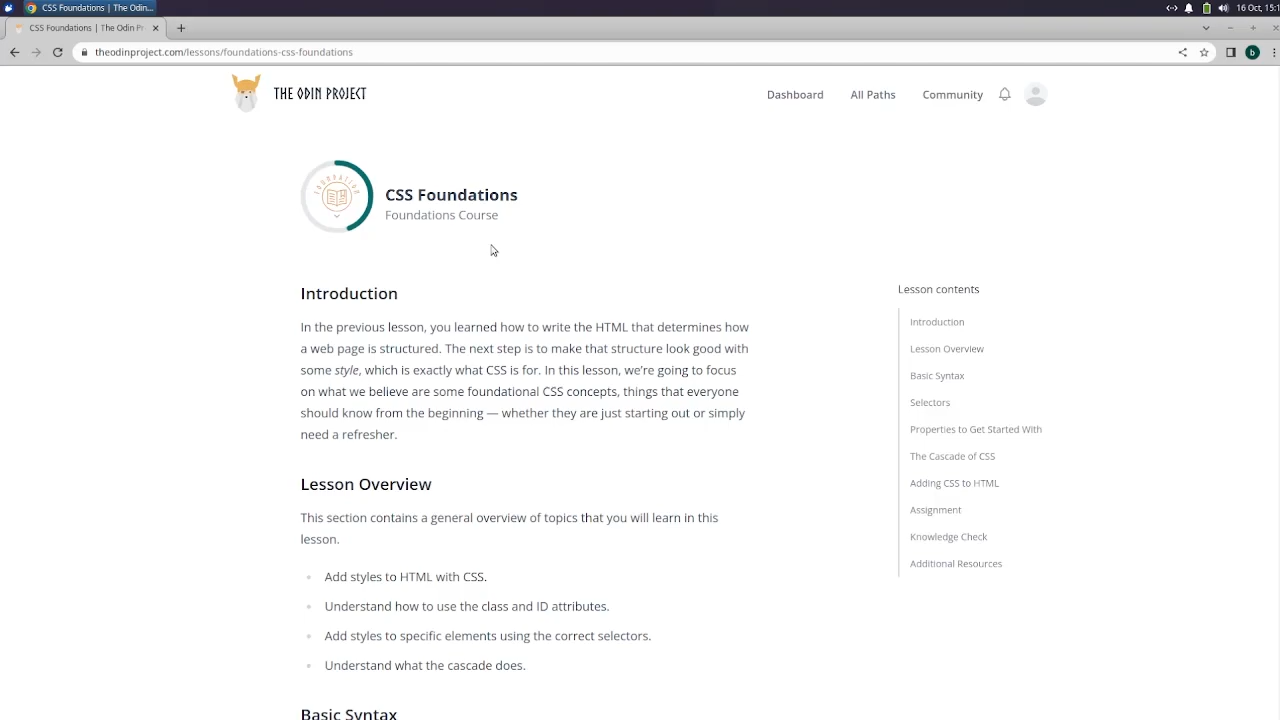 CSS Foundations | The Odin...
16 Oct, 15:1
CSS Foundations | The Odin Pr
theodinproject.com/lessons/foundations-css-foundations
b
THE ODIN PROJECT
Dashboard
All Paths
Community
FOUNDATION
CSS Foundations
Foundations Course
Introduction
In the previous lesson, you learned how to write the HTML that determines how
a web page is structured. The next step is to make that structure look good with
some style, which is exactly what CSS is for. In this lesson, we’re going to focus
on what we believe are some foundational CSS concepts, things that everyone
should know from the beginning — whether they are just starting out or simply
need a refresher.
Lesson Overview
This section contains a general overview of topics that you will learn in this
lesson.
Add styles to HTML with CSS.
Understand how to use the class and ID attributes.
Add styles to specific elements using the correct selectors.
Understand what the cascade does.
Basic Syntax
Lesson contents
Introduction
Lesson Overview
Basic Syntax
Selectors
Properties to Get Started With
The Cascade of CSS
Adding CSS to HTML
Assignment
Knowledge Check
Additional Resources